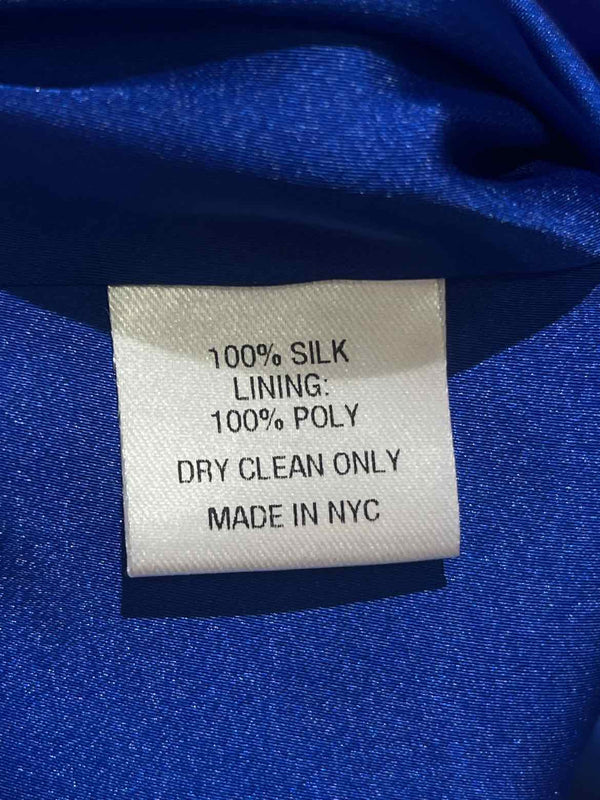 100% SILK
LINING:
100% POLY
DRY CLEAN ONLY
MADE IN NYC